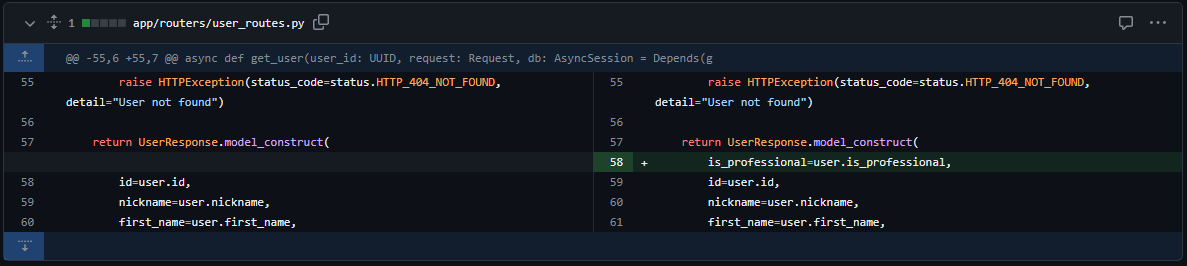 1 app/routers/user_routes.py
@@ -55,6 +55,7 @@ async def get_user(user_id: UUID, request: Request, db: AsyncSession = Depends(g
55 raise HTTPException(status_code=status.HTTP_404_NOT_FOUND, 55 raise HTTPException(status_code=status.HTTP_404_NOT_FOUND,
detail="User not found") detail="User not found")
56 56
57 return UserResponse.model_construct( 57 return UserResponse.model_construct(
58 + is_professional=user.is_professional,
58 id=user.id, 59 id=user.id,
59 nickname=user.nickname, 60 nickname=user.nickname,
60 first_name=user.first_name, 61 first_name=user.first_name,